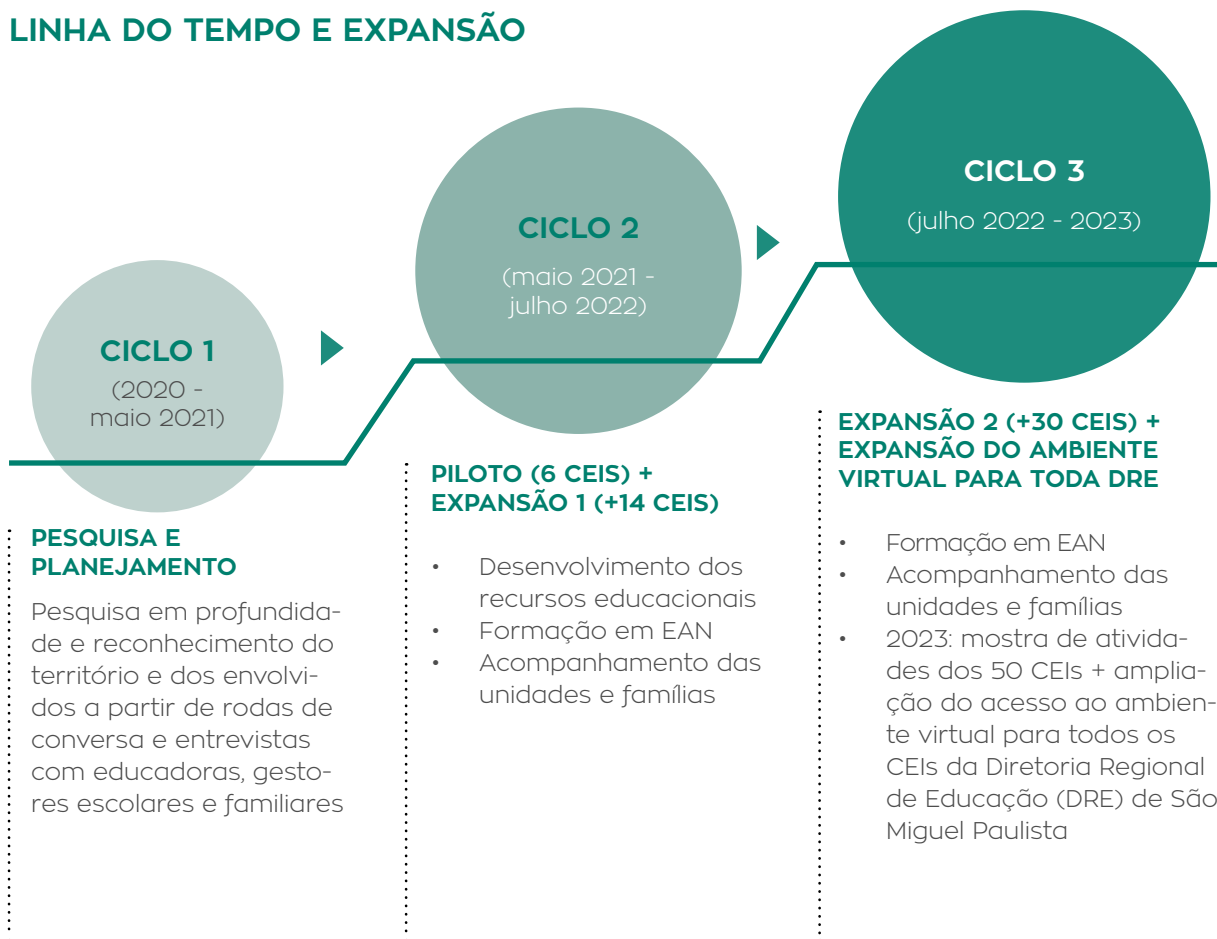 LINHA DO TEMPO E EXPANSÃO
CICLO 1
(2020 -
maio 2021)
PESQUISA E
PLANEJAMENTO
Pesquisa em profundida-
de e reconhecimento do
território e dos envolvi-
dos a partir de rodas de
conversa e entrevistas
com educadoras, gesto-
res escolares e familiares
CICLO 2
(maio 2021 -
julho 2022)
PILOTO (6 CEIS) +
EXPANSÃO 1 (+14 CEIS)
• Desenvolvimento dos
recursos educacionais
• Formação em EAN
• Acompanhamento das
unidades e famílias
CICLO 3
(julho 2022 - 2023)
EXPANSÃO 2 (+30 CEIS) +
EXPANSÃO DO AMBIENTE
VIRTUAL PARA TODA DRE
• Formação em EAN
• Acompanhamento das
unidades e famílias
• 2023: mostra de ativida-
des dos 50 CEIs + amplia-
ção do acesso ao ambien-
te virtual para todos os
CEIs da Diretoria Regional
de Educação (DRE) de São
Miguel Paulista